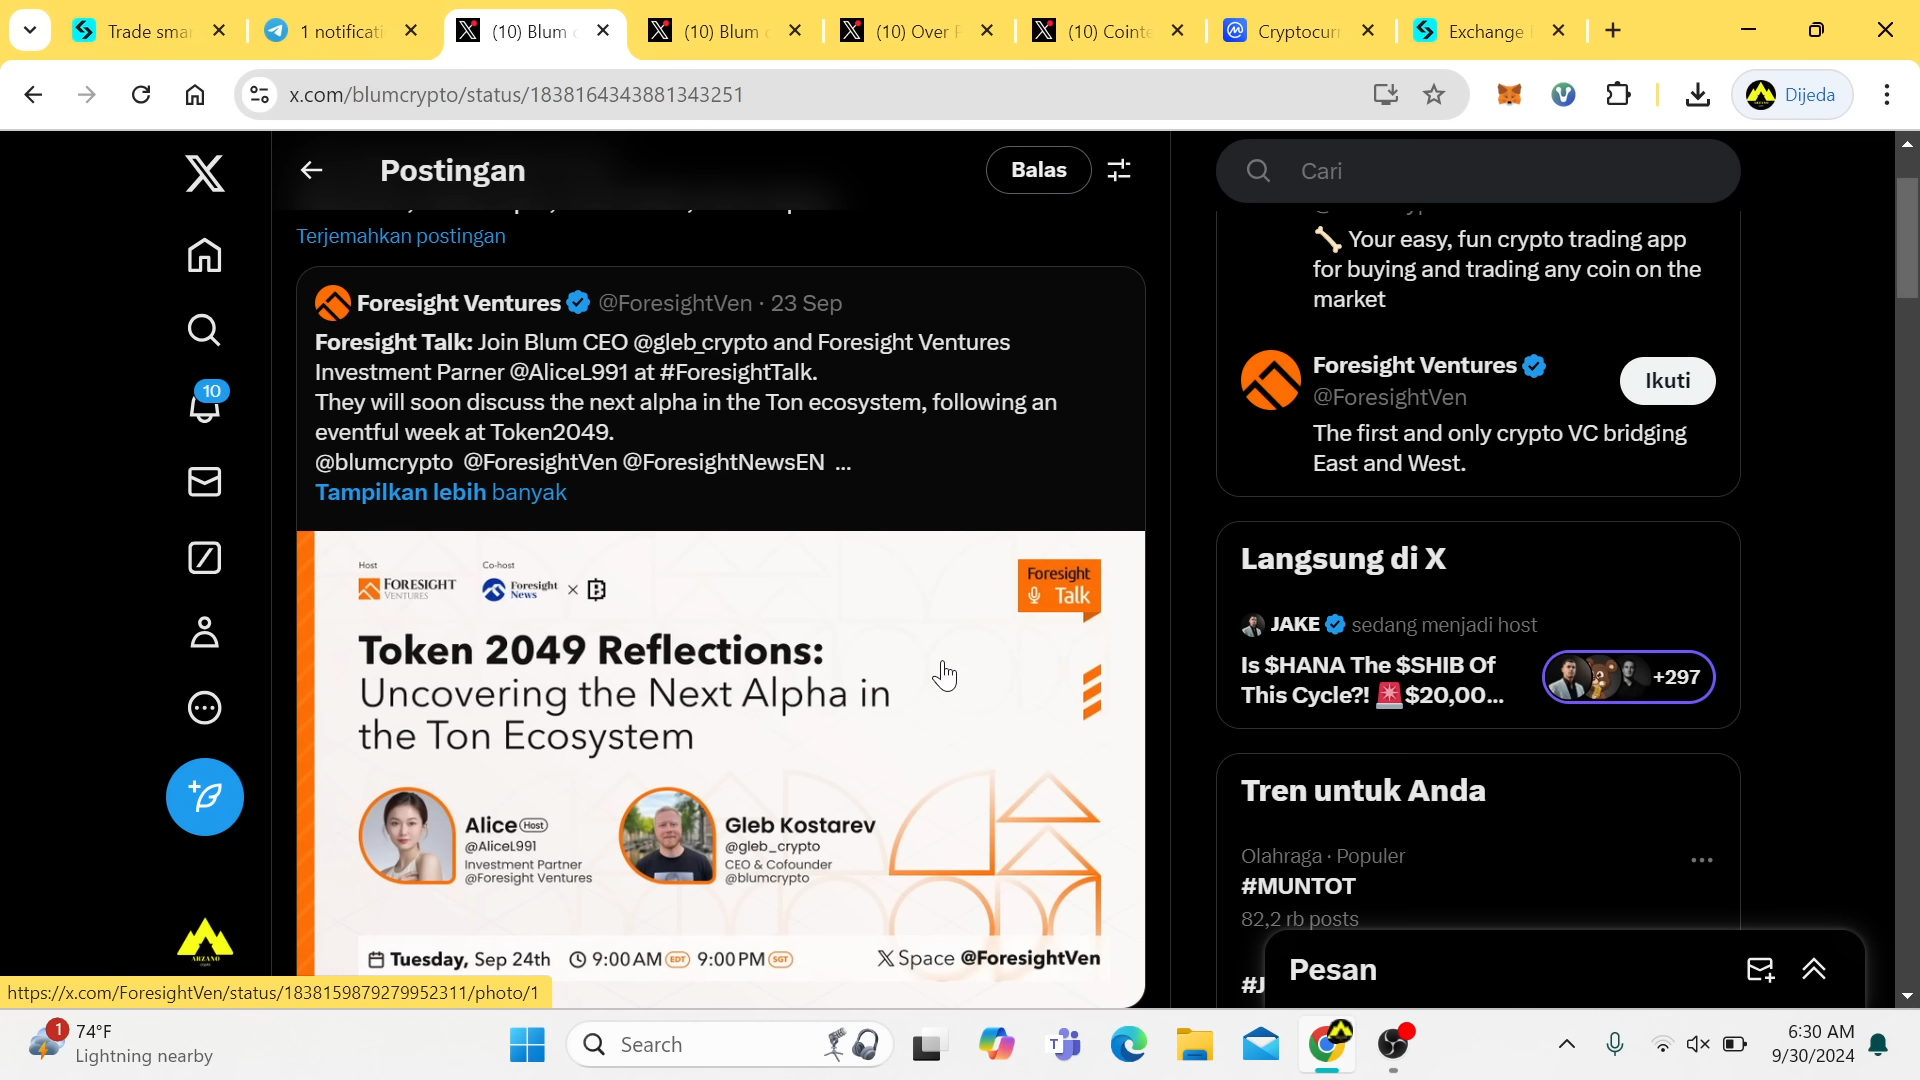 Trade sma
1 notificati
(10) Blum
(10) Blum
(10) Over
(10) Cointe
Cryptocur
Exchange
x.com/blumcrypto/status/1838164343881343251
Dijeda
Postingan
Balas
Cari
Terjemahkan postingan
Foresight Ventures @ForesightVen · 23 Sep
Foresight Talk: Join Blum CEO @gleb_crypto and Foresight Ventures
Investment Parner @AliceL991 at #ForesightTalk.
They will soon discuss the next alpha in the Ton ecosystem, following an
eventful week at Token2049.
@blumcrypto @ForesightVen @ForesightNewsEN ...
Tampilkan lebih banyak
Host
FORESIGHT
VENTURES
Co-host
Foresight
News
×
Foresight
Talk
Token 2049 Reflections:
Uncovering the Next Alpha in
the Ton Ecosystem
Alice Host
@AliceL991
Investment Partner
@Foresight Ventures
Gleb Kostarev
@gleb_crypto
CEO & Cofounder
@blumcrypto
Tuesday, Sep 24th 9:00AM EDT 9:00PM SGT
X Space @ForesightVen
Your easy, fun crypto trading app
for buying and trading any coin on the
market
Foresight Ventures
@ForesightVen
Ikuti
The first and only crypto VC bridging
East and West.
Langsung di X
JAKE sedang menjadi host
Is $HANA The $SHIB Of
This Cycle?! 🚨$20,00...
+297
Tren untuk Anda
Olahraga · Populer
#MUNTOT
82,2 rb posts
Pesan
10
ARZANO
https://x.com/ForesightVen/status/1838159879279952311/photo/1
1
74°F
Lightning nearby
Search
6:30 AM
9/30/2024